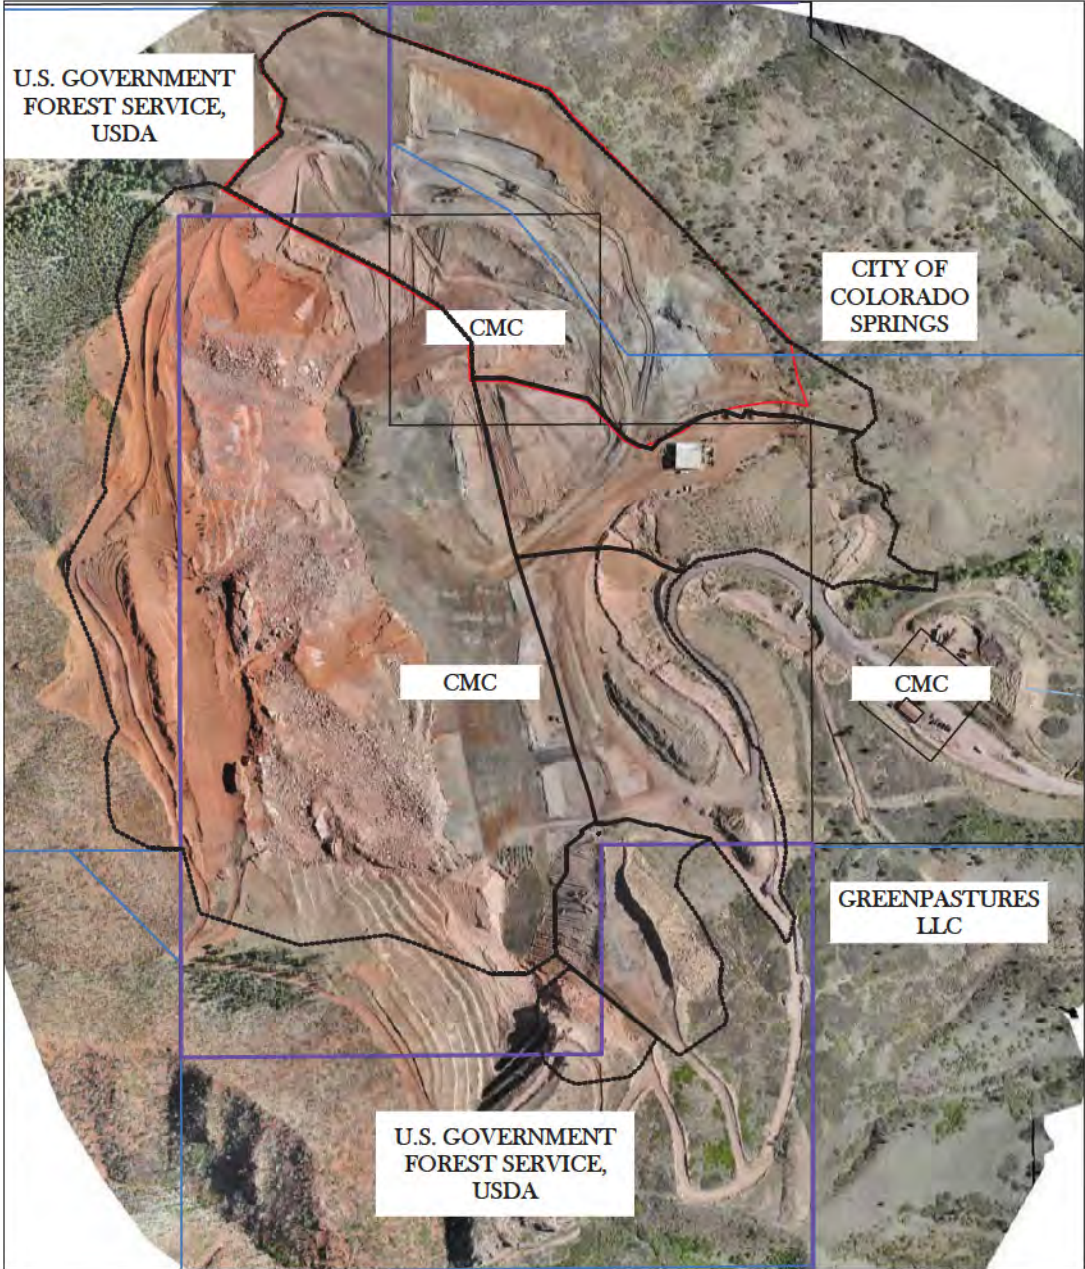 U.S. GOVERNMENT
FOREST SERVICE,
USDA
CITY OF
COLORADO
SPRINGS
CMC
CMC
CMC
GREENPASTURES
LLC
U.S. GOVERNMENT
FOREST SERVICE,
USDA